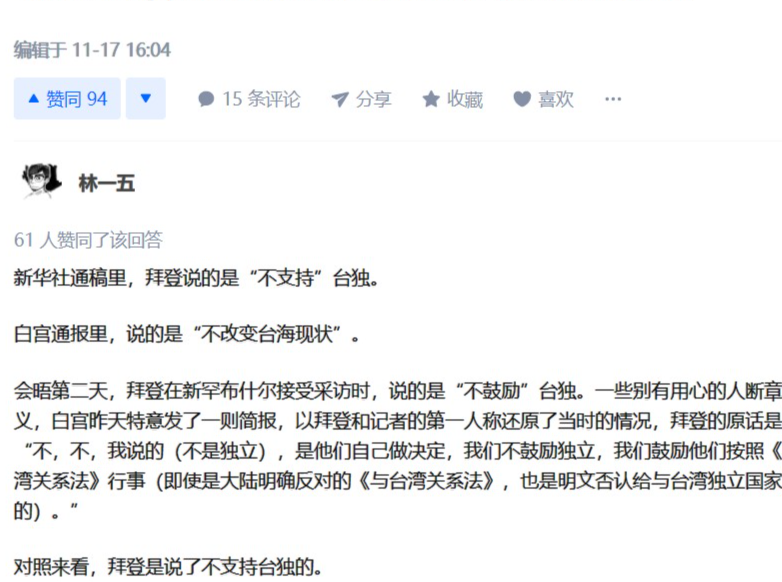 编辑于 11-17 16:04
赞同 94
15 条评论
分享
收藏
喜欢
林一五
61 人赞同了该回答
新华社通稿里，拜登说的是“不支持”台独。
白宫通报里，说的是“不改变台海现状”。
会晤第二天，拜登在新罕布什尔接受采访时，说的是“不鼓励”台独。一些别有用心的人断章
义，白宫昨天特意发了一则简报，以拜登和记者的第一人称还原了当时的情况，拜登的原话是
“不，不，我说的（不是独立），是他们自己做决定，我们不鼓励独立，我们鼓励他们按照《
湾关系法》行事（即使是大陆明确反对的《与台湾关系法》，也是明文否认给与台湾独立国家
的）。”
对照来看，拜登是说了不支持台独的。